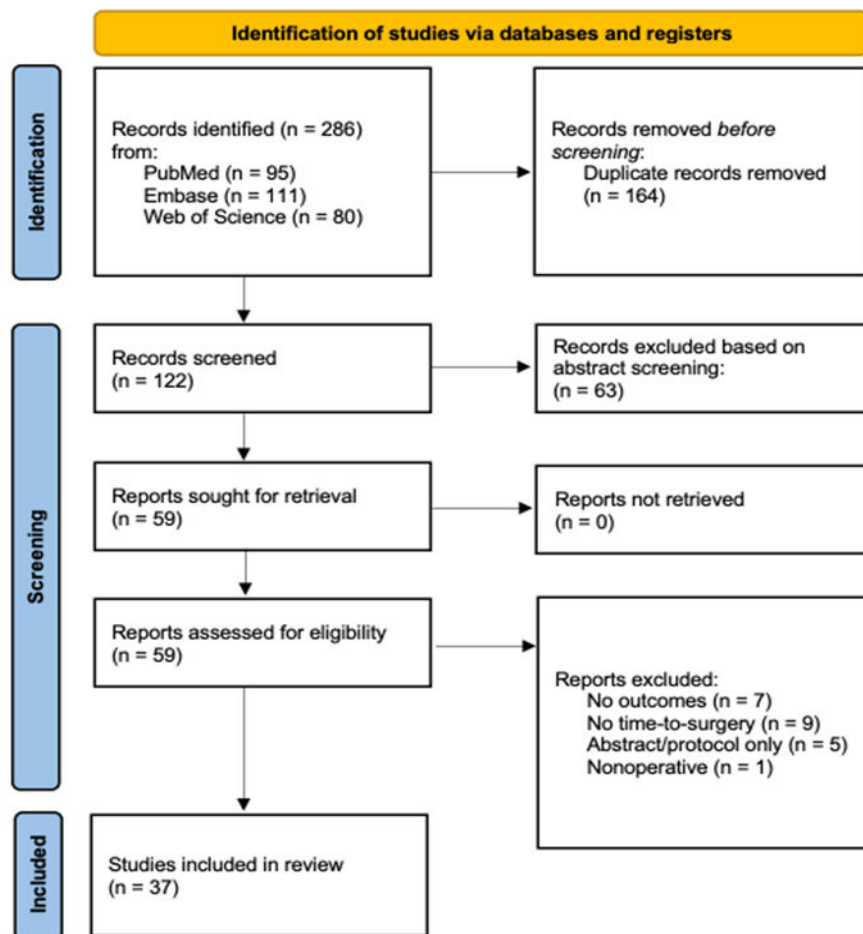 Identification of studies via databases and registers
Identification
Records identified (n = 286)
from:
PubMed (n = 95)
Embase (n = 111)
Web of Science (n = 80)
Records removed before
screening:
Duplicate records removed
(n = 164)
Screening
Records screened
(n = 122)
Records excluded based on
abstract screening:
(n = 63)
Reports sought for retrieval
(n = 59)
Reports not retrieved
(n = 0)
Reports assessed for eligibility
(n = 59)
Reports excluded:
No outcomes (n = 7)
No time-to-surgery (n = 9)
Abstract/protocol only (n = 5)
Nonoperative (n = 1)
Included
Studies included in review
(n = 37)